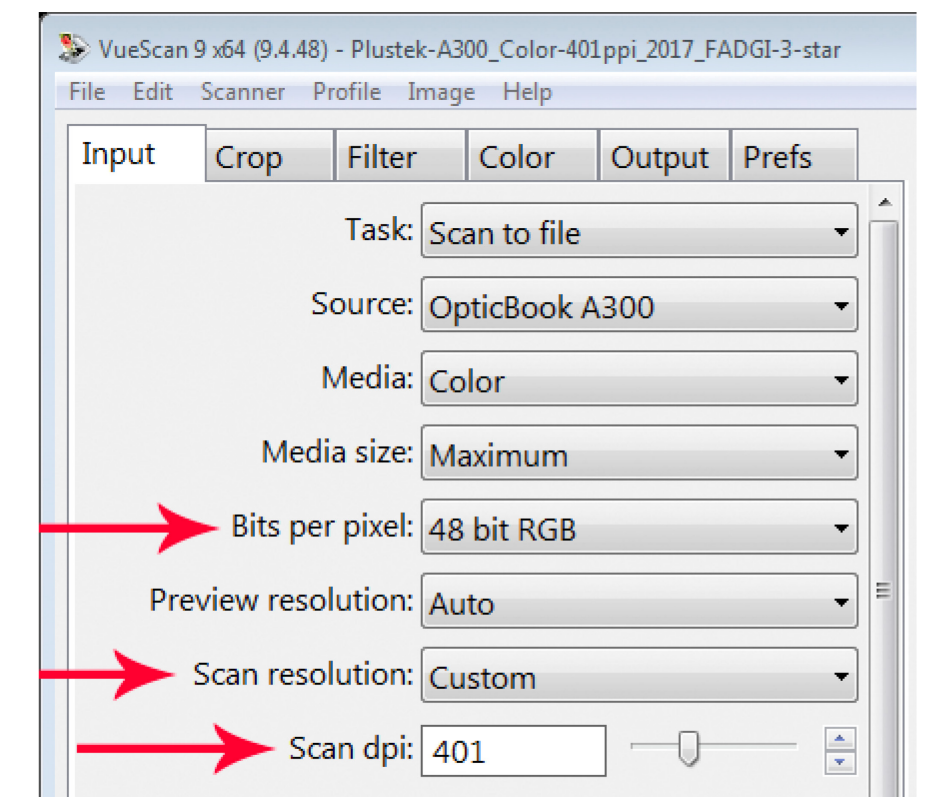 VueScan 9 x64 (9.4.48) - Plustek-A300_Color-401ppi_2017_FADGI-3-star
File Edit Scanner Profile Image Help
Input Crop Filter Color Output Prefs
Task: Scan to file
Source: OpticBook A300
Media: Color
Media size: Maximum
Bits per pixel: 48 bit RGB
Preview resolution: Auto
Scan resolution: Custom
Scan dpi: 401